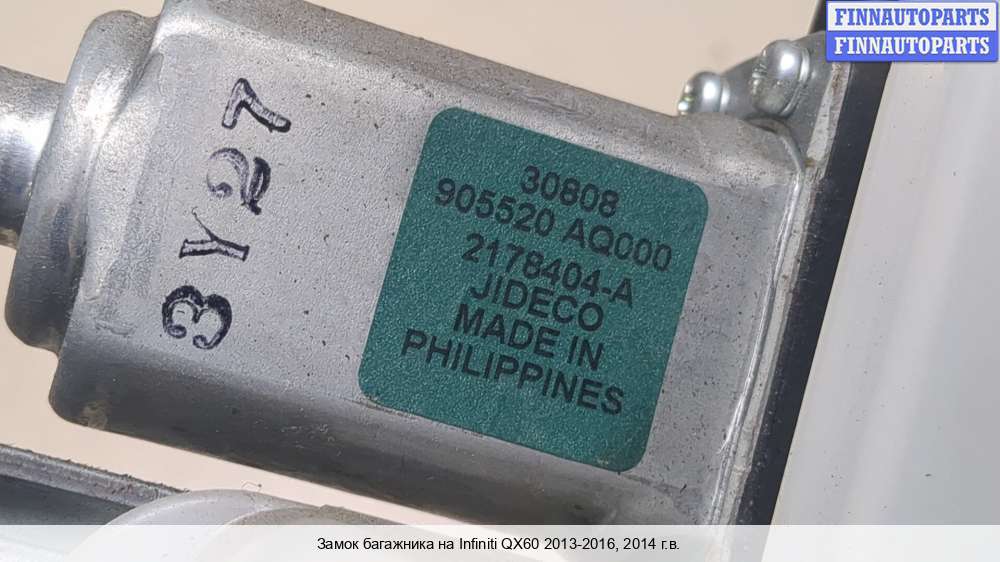 FINNAUTOPARTS
FINNAUTOPARTS
3Y27
30808
905520 AQ000
2178404-A
JIDECO
MADE IN
PHILIPPINES
Замок багажника на Infiniti QX60 2013-2016, 2014 г.в.